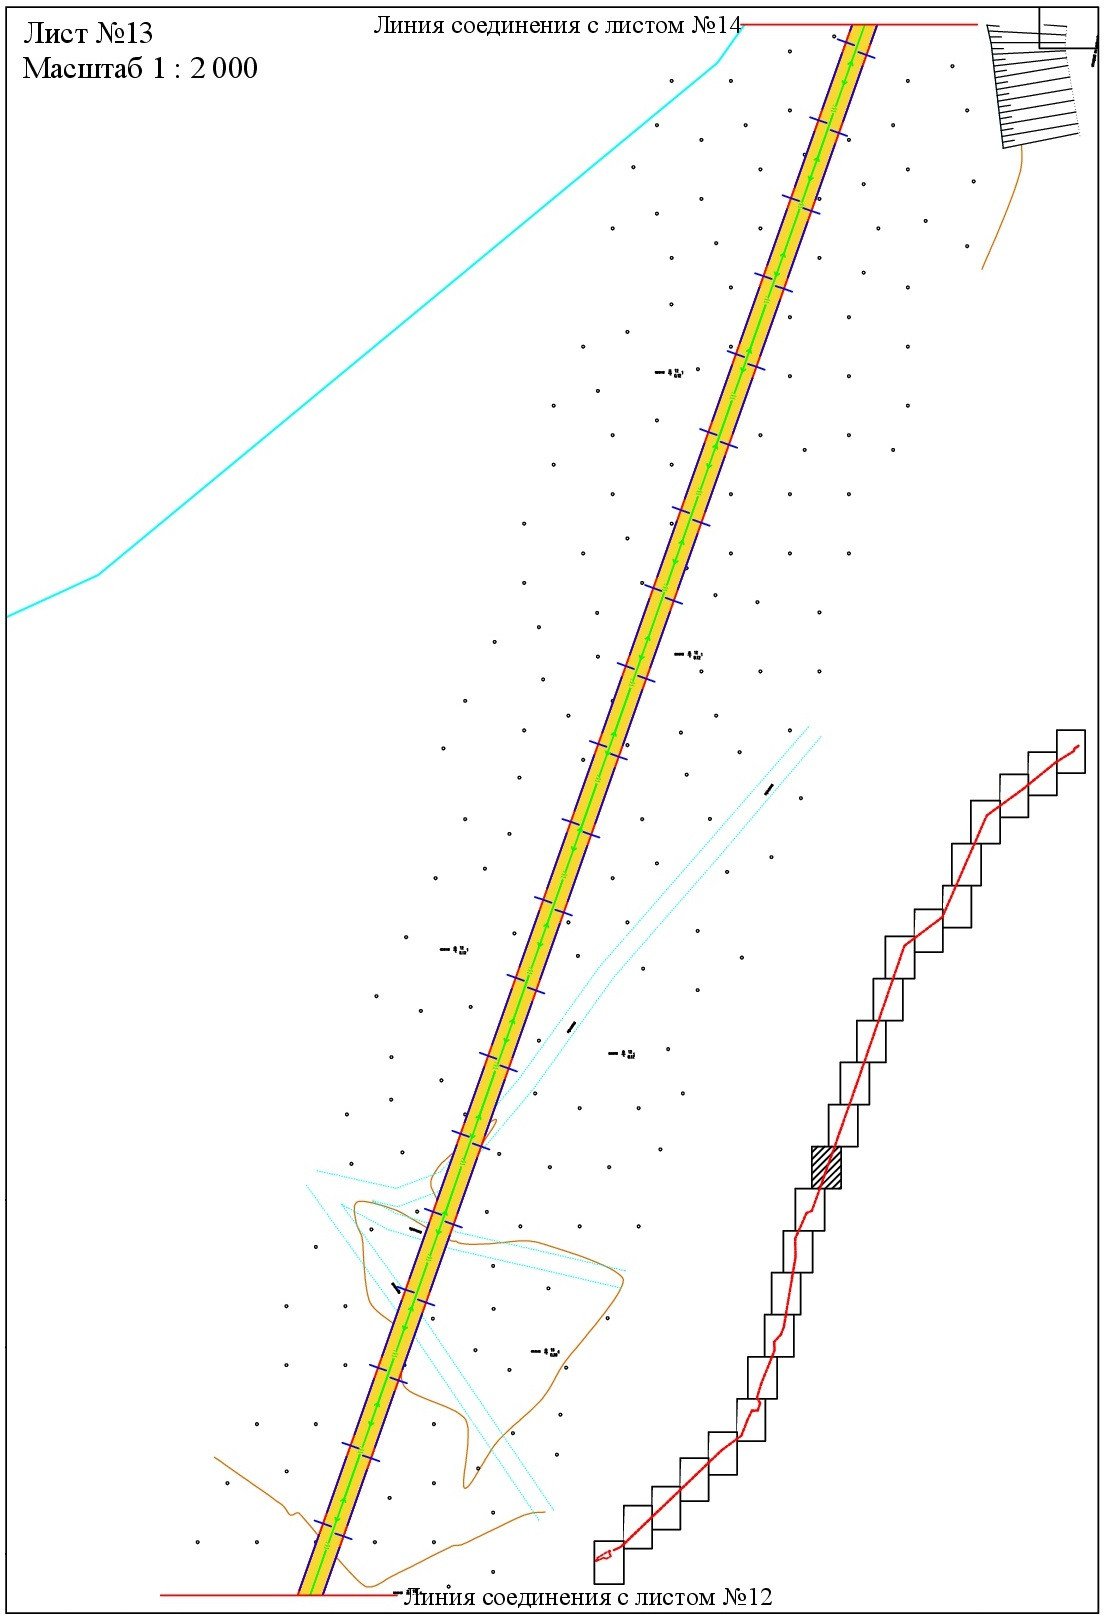 Лист №13
Линия соединения с листом №14
Масштаб 1 : 2 000
Линия соединения с листом №12